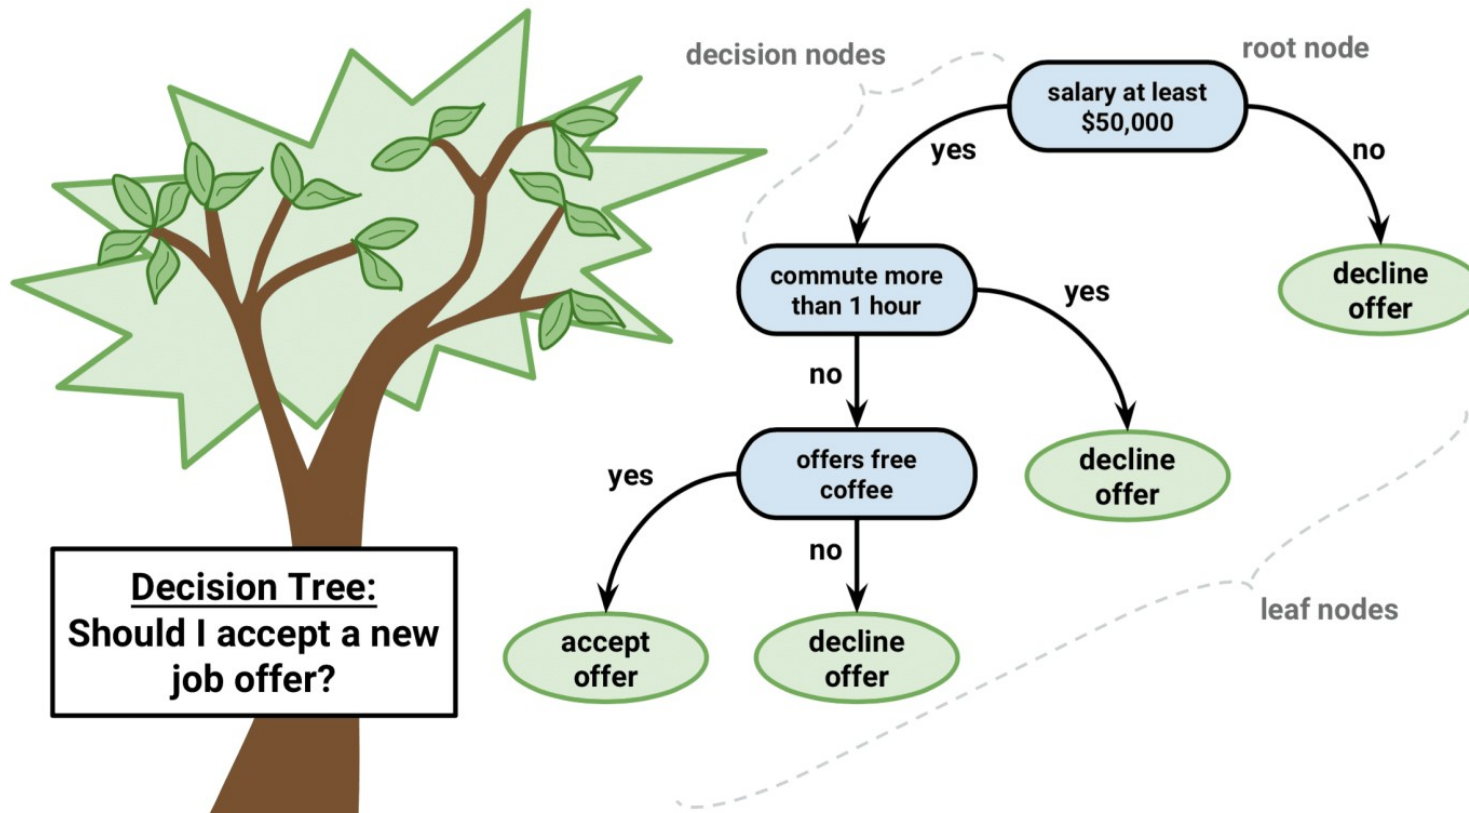 decision nodes
root node
salary at least
$50,000
yes
no
commute more
than 1 hour
decline
offer
yes
no
offers free
coffee
decline
offer
yes
no
accept
offer
decline
offer
leaf nodes
Decision Tree:
Should I accept a new
job offer?